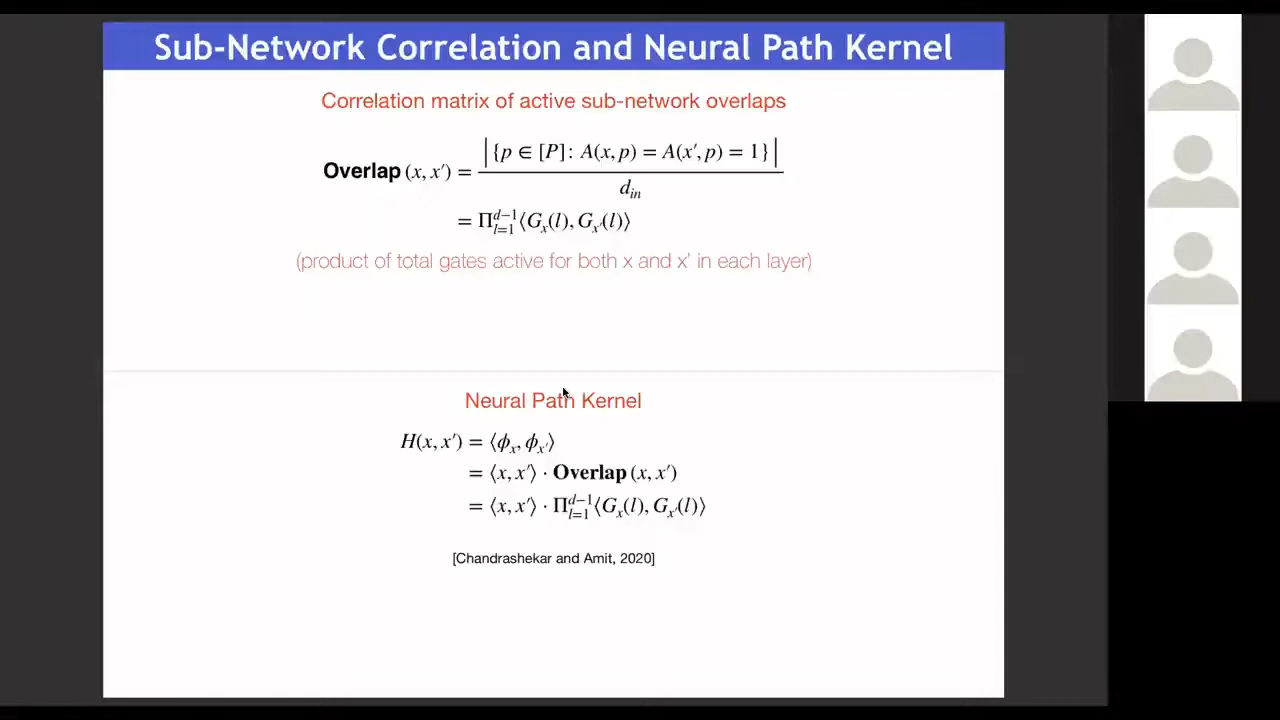 Sub-Network Correlation and Neural Path Kernel
Correlation matrix of active sub-network overlaps
Overlap (x, x′) = |{p ∈ [P]: A(x, p) = A(x′, p) = 1}| / d_in
= Π_{l=1}^{d−1}⟨G_x(l), G_x′(l)⟩
(product of total gates active for both x and x' in each layer)
Neural Path Kernel
H(x, x′) = ⟨ϕ_x, ϕ_x′⟩
= ⟨x, x′⟩ · Overlap (x, x′)
= ⟨x, x′⟩ · Π_{l=1}^{d−1}⟨G_x(l), G_x′(l)⟩
[Chandrashekar and Amit, 2020]